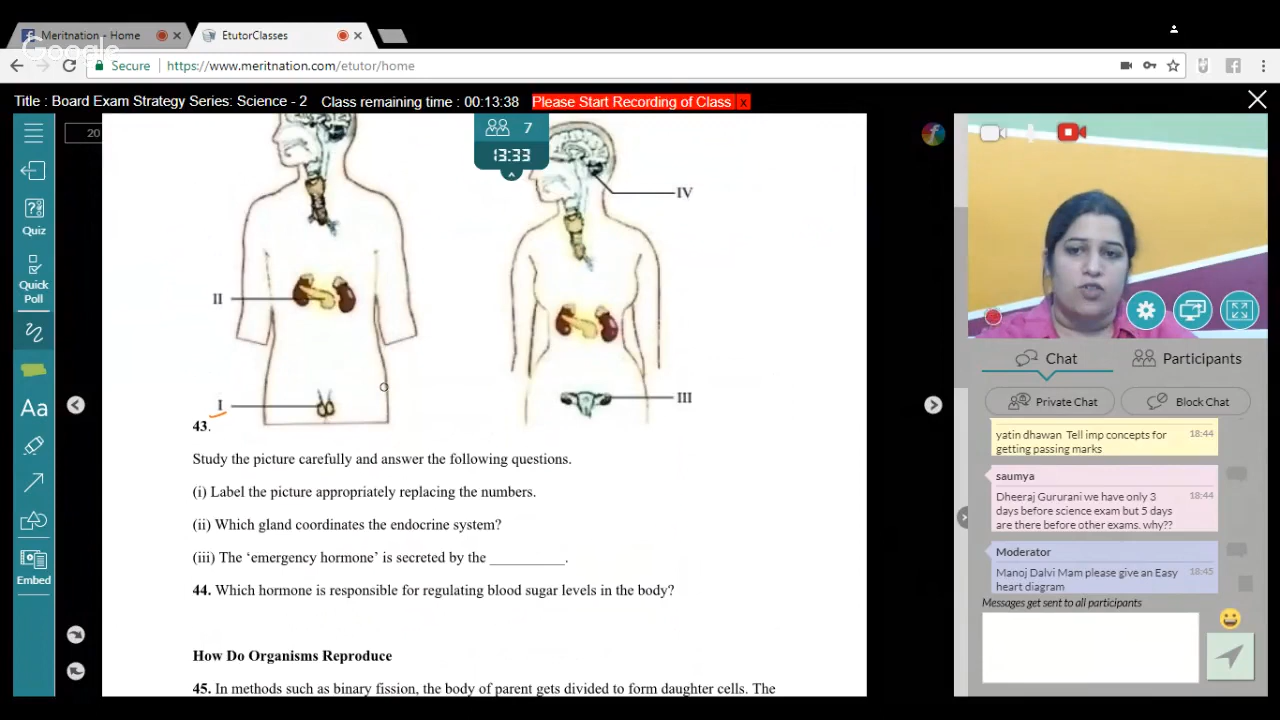 Meritnation - Home
EtutorClasses
Google
Secure
https://www.meritnation.com/etutor/home
Title : Board Exam Strategy Series: Science - 2
Class remaining time : 00:13:38
Please Start Recording of Class x
20
7
13:33
Quiz
Quick
Poll
Aa
Embed
IV
II
I
III
43.
Study the picture carefully and answer the following questions.
(i) Label the picture appropriately replacing the numbers.
(ii) Which gland coordinates the endocrine system?
(iii) The ‘emergency hormone’ is secreted by the __________.
44. Which hormone is responsible for regulating blood sugar levels in the body?
How Do Organisms Reproduce
45. In methods such as binary fission, the body of parent gets divided to form daughter cells. The
Chat
Participants
Private Chat
Block Chat
yatin dhawan Tell imp concepts for 18:44
getting passing marks
saumya
Dheeraj Gururani we have only 3 18:44
days before science exam but 5 days
are there before other exams. why??
Moderator
Manoj Dalvi Mam please give an Easy 18:45
heart diagram
Messages get sent to all participants